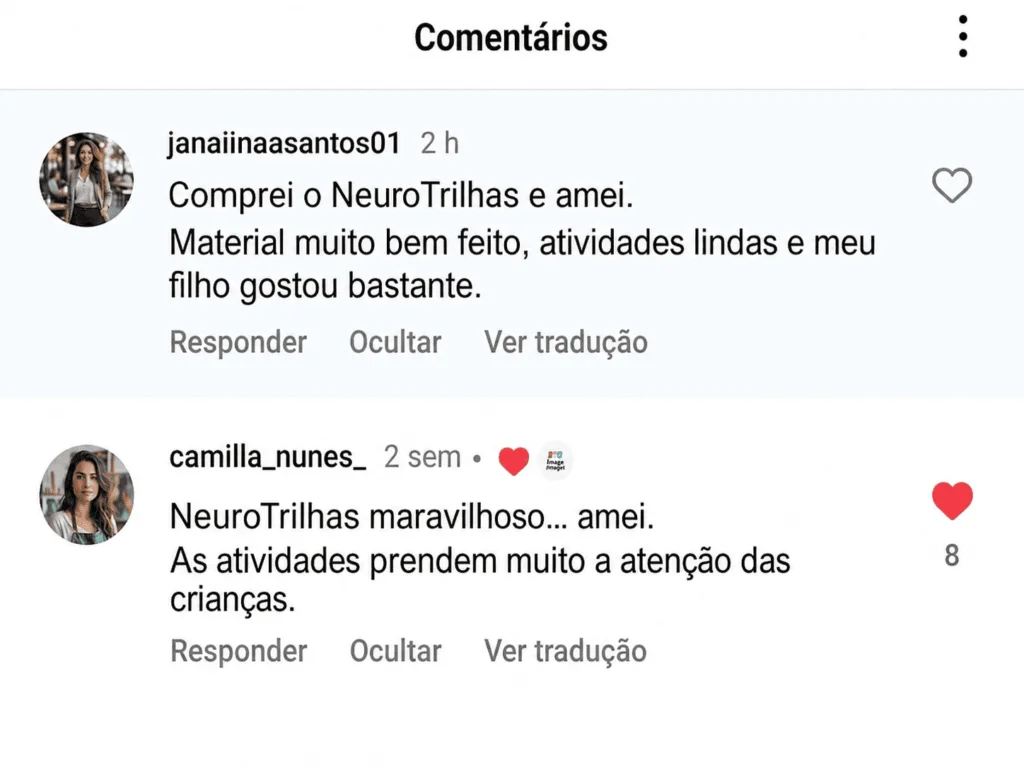 Comentários
janaiinaasantos01 2 h
Comprei o NeuroTrilhas e amei.
Material muito bem feito, atividades lindas e meu
filho gostou bastante.
Responder Ocultar Ver tradução
camilla_nunes_ 2 sem •
NeuroTrilhas maravilhoso... amei.
8
As atividades prendem muito a atenção das
crianças.
Responder Ocultar Ver tradução